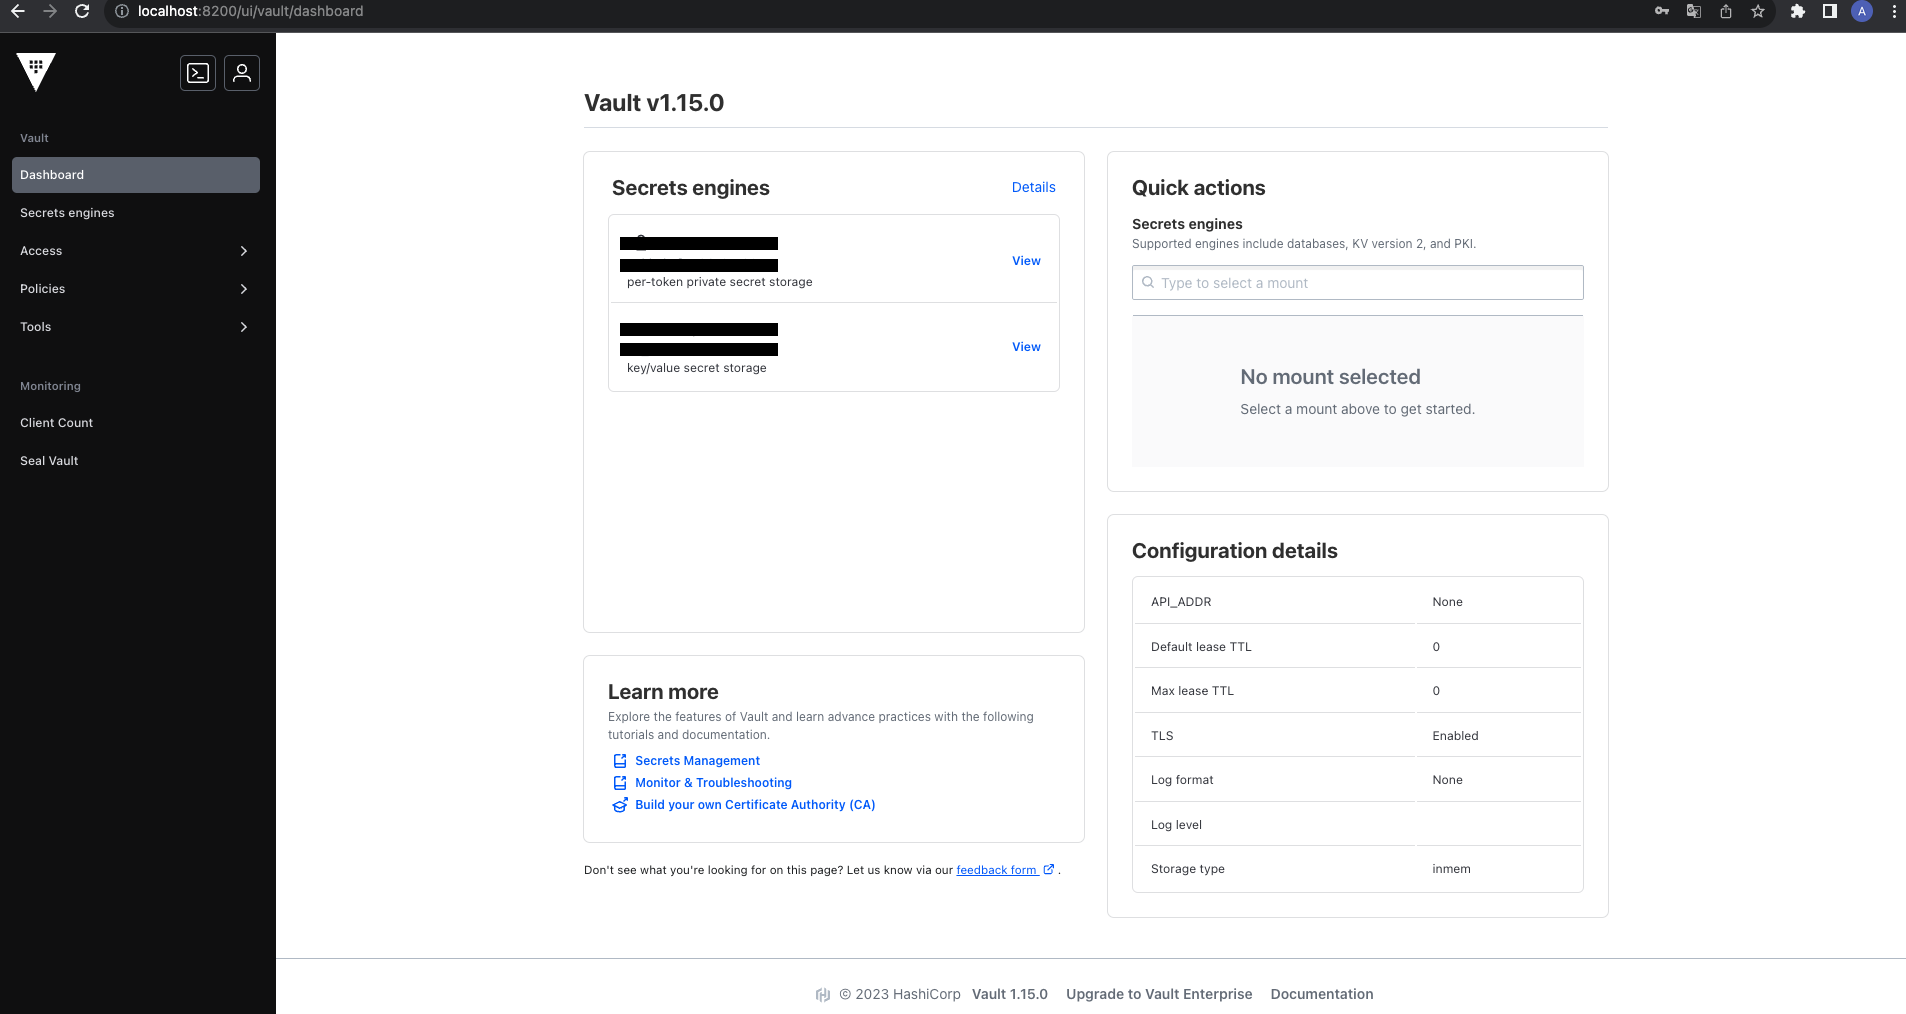 localhost:8200/ui/vault/dashboard
A
Vault
Dashboard
Secrets engines
Access
Policies
Tools
Monitoring
Client Count
Seal Vault
Vault v1.15.0
Secrets engines
Details
View
per-token private secret storage
View
key/value secret storage
Learn more
Explore the features of Vault and learn advance practices with the following
tutorials and documentation.
Secrets Management
Monitor & Troubleshooting
Build your own Certificate Authority (CA)
Don't see what you're looking for on this page? Let us know via our feedback form .
Quick actions
Secrets engines
Supported engines include databases, KV version 2, and PKI.
Type to select a mount
No mount selected
Select a mount above to get started.
Configuration details
API_ADDR None
Default lease TTL 0
Max lease TTL 0
TLS Enabled
Log format None
Log level
Storage type inmem
© 2023 HashiCorp Vault 1.15.0 Upgrade to Vault Enterprise Documentation